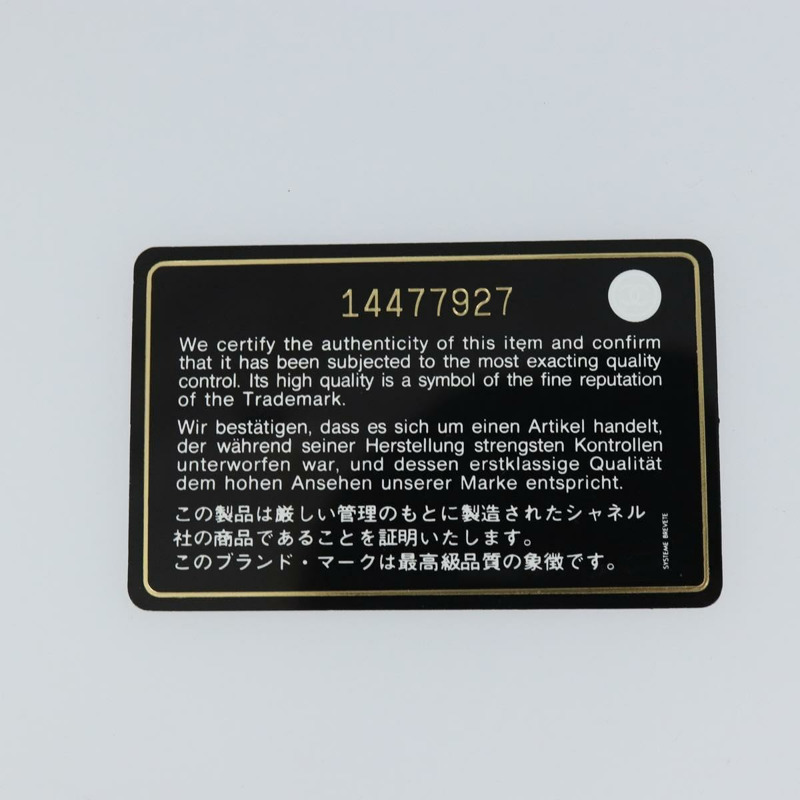 14477927
We certify the authenticity of this item and confirm
that it has been subjected to the most exacting quality
control. Its high quality is a symbol of the fine reputation
of the Trademark.
Wir bestätigen, dass es sich um einen Artikel handelt,
der während seiner Herstellung strengsten Kontrollen
unterworfen war, und dessen erstklassige Qualität
dem hohen Ansehen unserer Marke entspricht.
この製品は厳しい管理のもとに製造されたシャネル
社の商品であることを証明いたします。
このブランド・マークは最高級品質の象徴です。
SYSTEME BREVETE